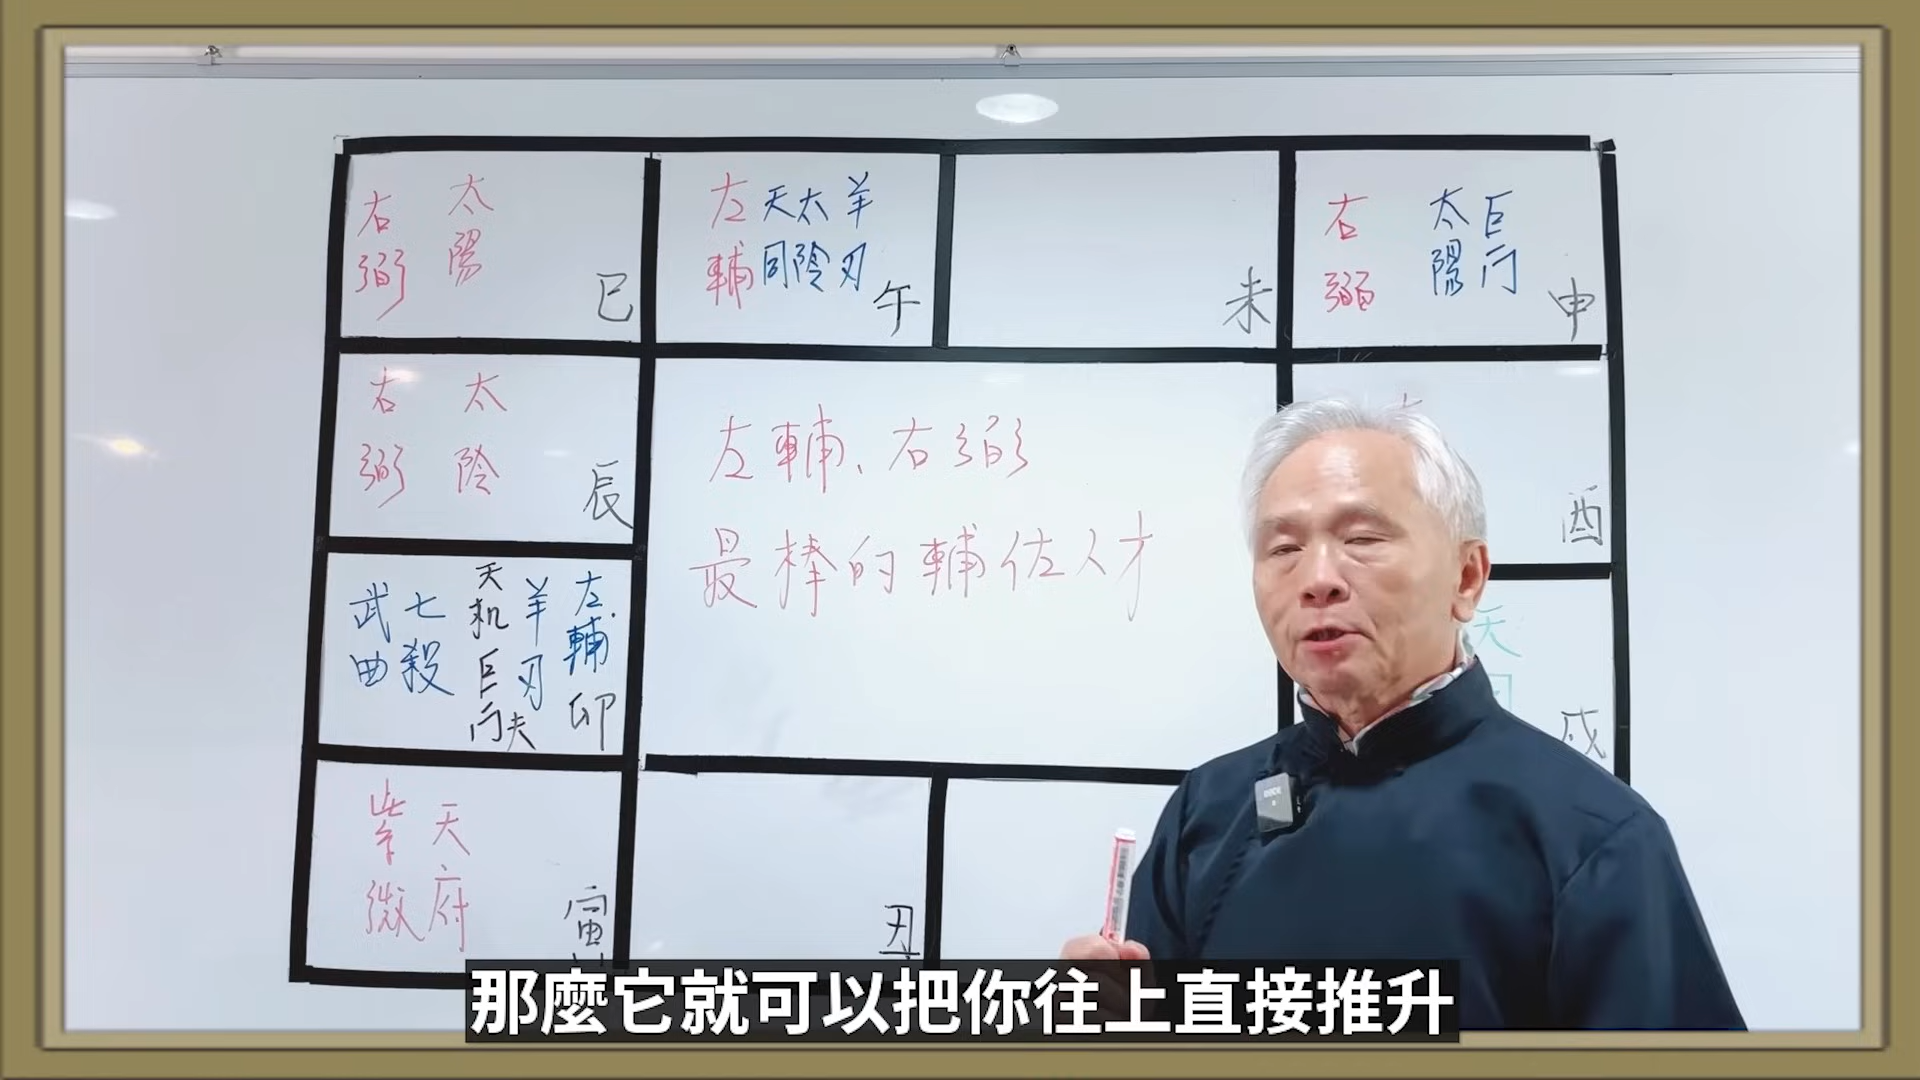 右弼 太陽 巳
左輔 天同 太陰 羊刃 午
未
右弼 太陽 巨门 申
右弼 太陰 辰
左輔、右弼
最棒的輔佐人才
酉
武曲 七殺 天机 巨门 夫 羊刃 左輔 卯
天 戌
紫微 天府 寅
丑
那麼它就可以把你往上直接推升